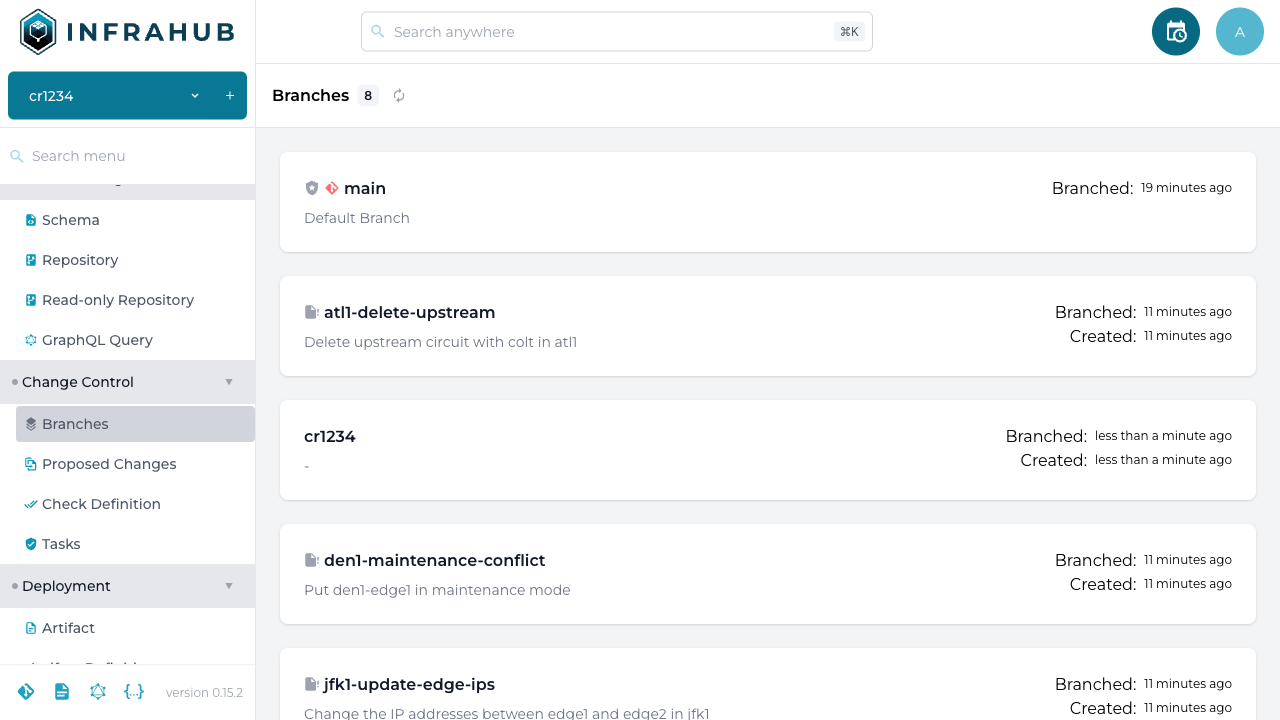 INFRAHUB
Search anywhere
⌘K
A
cr1234
+
Branches 8
Search menu
Schema
Repository
Read-only Repository
GraphQL Query
Change Control
Branches
Proposed Changes
Check Definition
Tasks
Deployment
Artifact
version 0.15.2
main
Branched: 19 minutes ago
Default Branch
atl1-delete-upstream
Branched: 11 minutes ago
Delete upstream circuit with colt in atl1
Created: 11 minutes ago
cr1234
Branched: less than a minute ago
-
Created: less than a minute ago
den1-maintenance-conflict
Branched: 11 minutes ago
Put den1-edge1 in maintenance mode
Created: 11 minutes ago
jfk1-update-edge-ips
Branched: 11 minutes ago
Change the IP addresses between edge1 and edge2 in jfk1
Created: 11 minutes ago